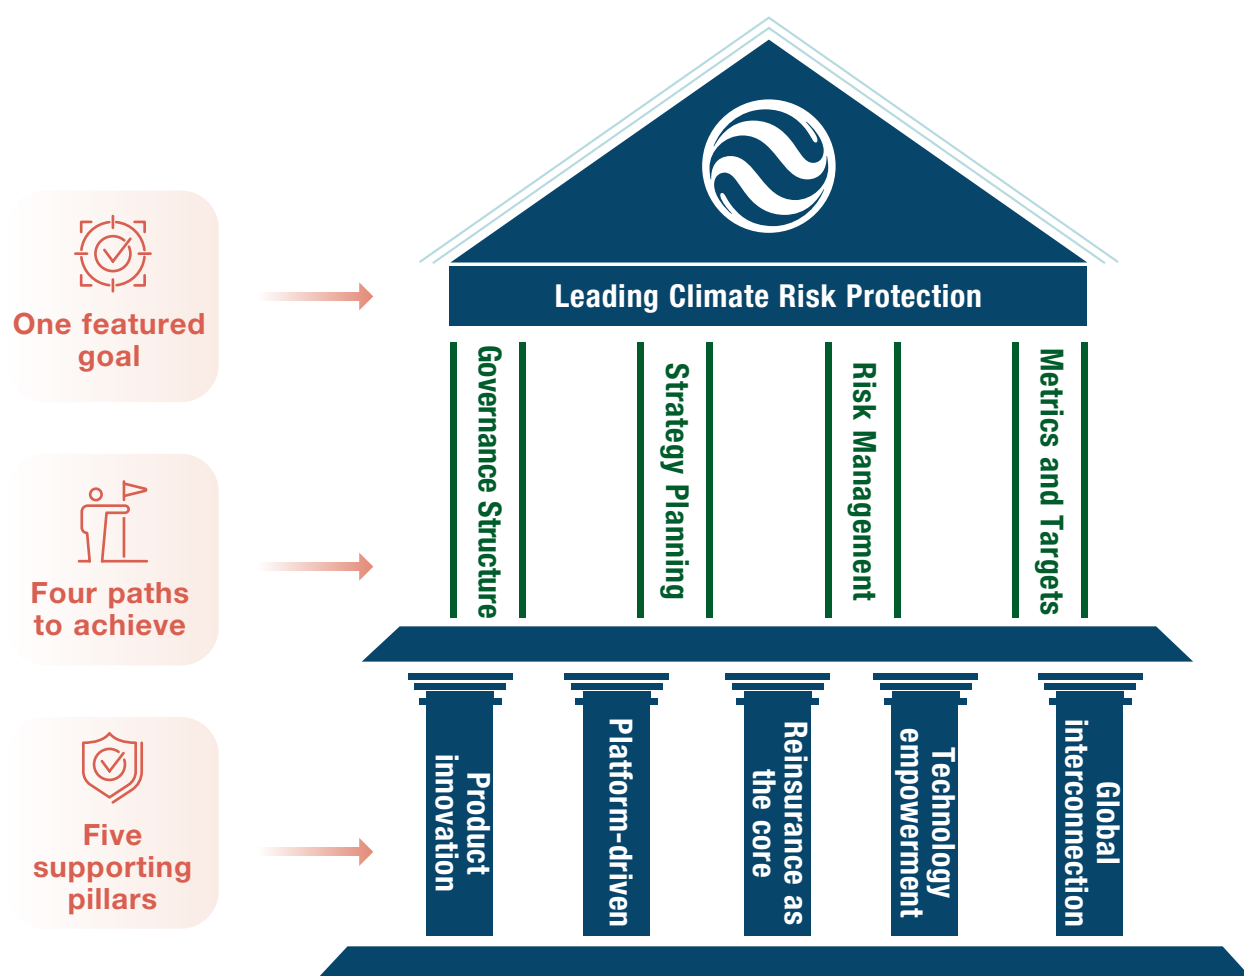 Leading Climate Risk Protection
One featured
goal
Governance Structure
Strategy Planning
Risk Management
Metrics and Targets
Four paths
to achieve
Product
innovation
Platform-driven
Reinsurance as
the core
Technology
empowerment
Global
interconnection
Five
supporting
pillars